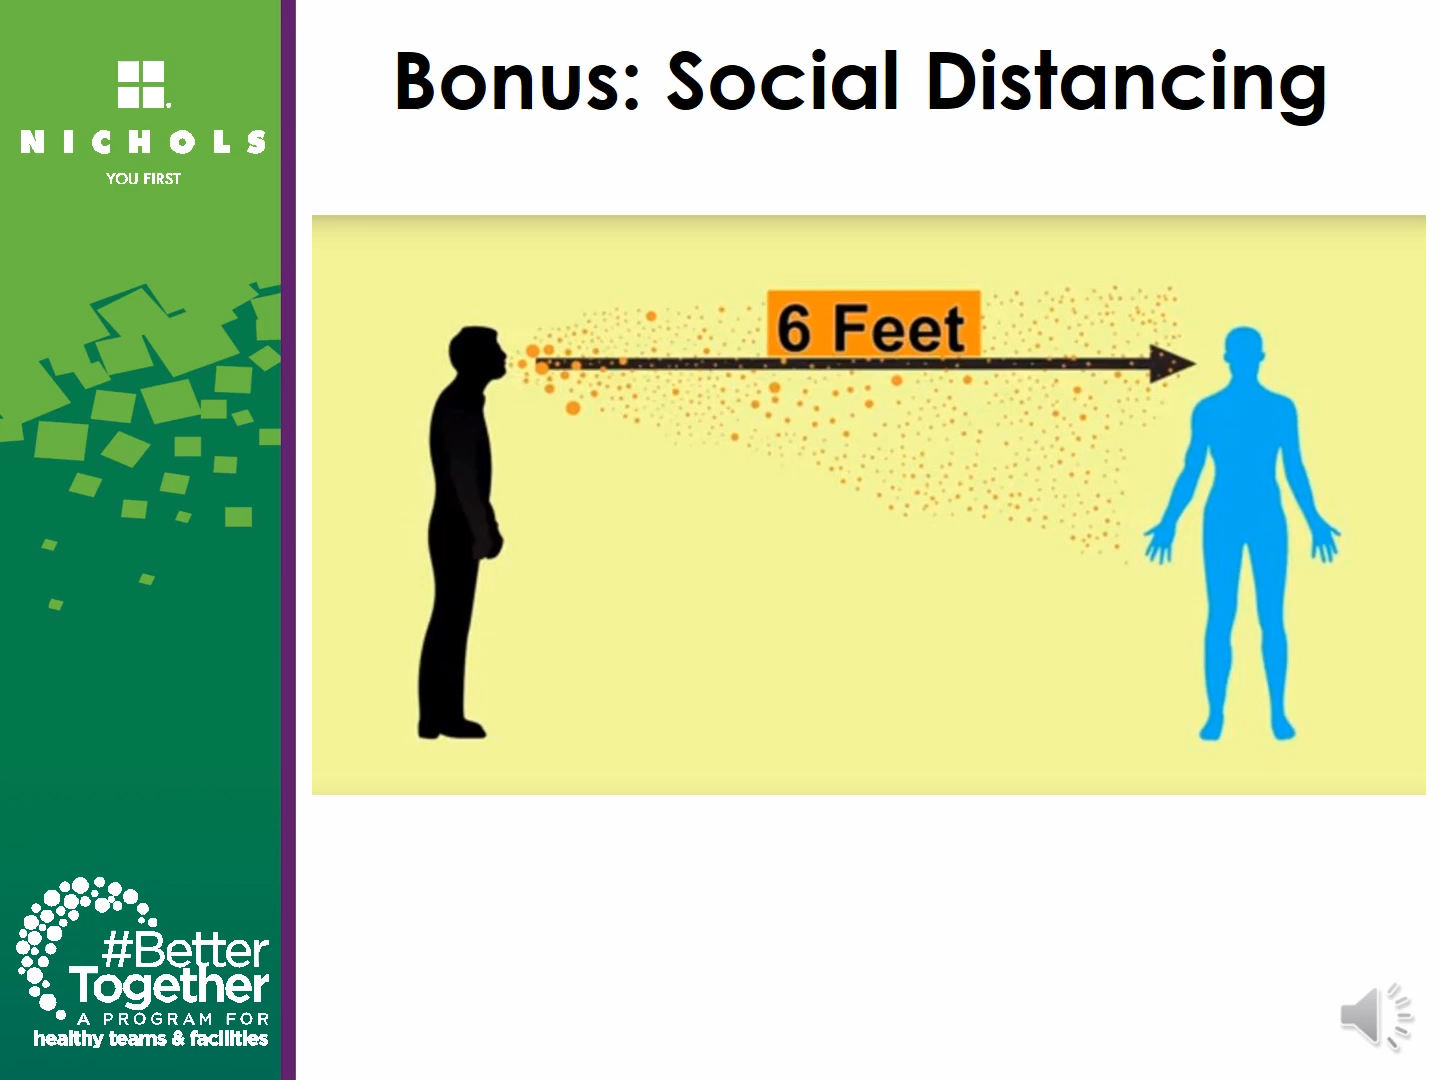 NICHOLS
YOU FIRST
Bonus: Social Distancing
6 Feet
#Better
Together
A PROGRAM FOR
healthy teams & facilities